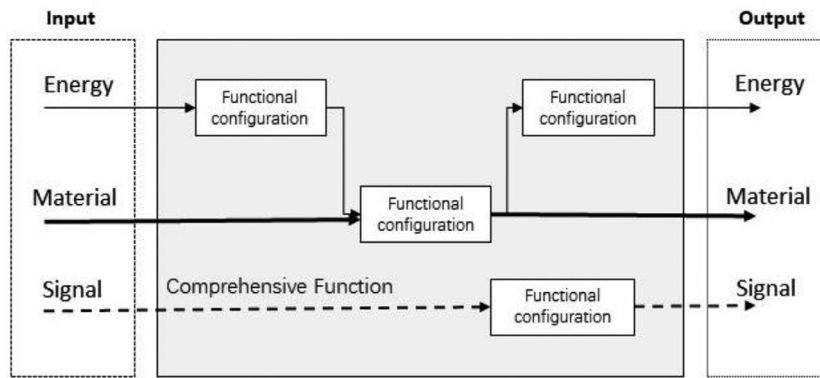 Input
Output
Energy
Functional
configuration
Functional
configuration
Energy
Material
Functional
configuration
Material
Signal
Comprehensive Function
Functional
configuration
Signal